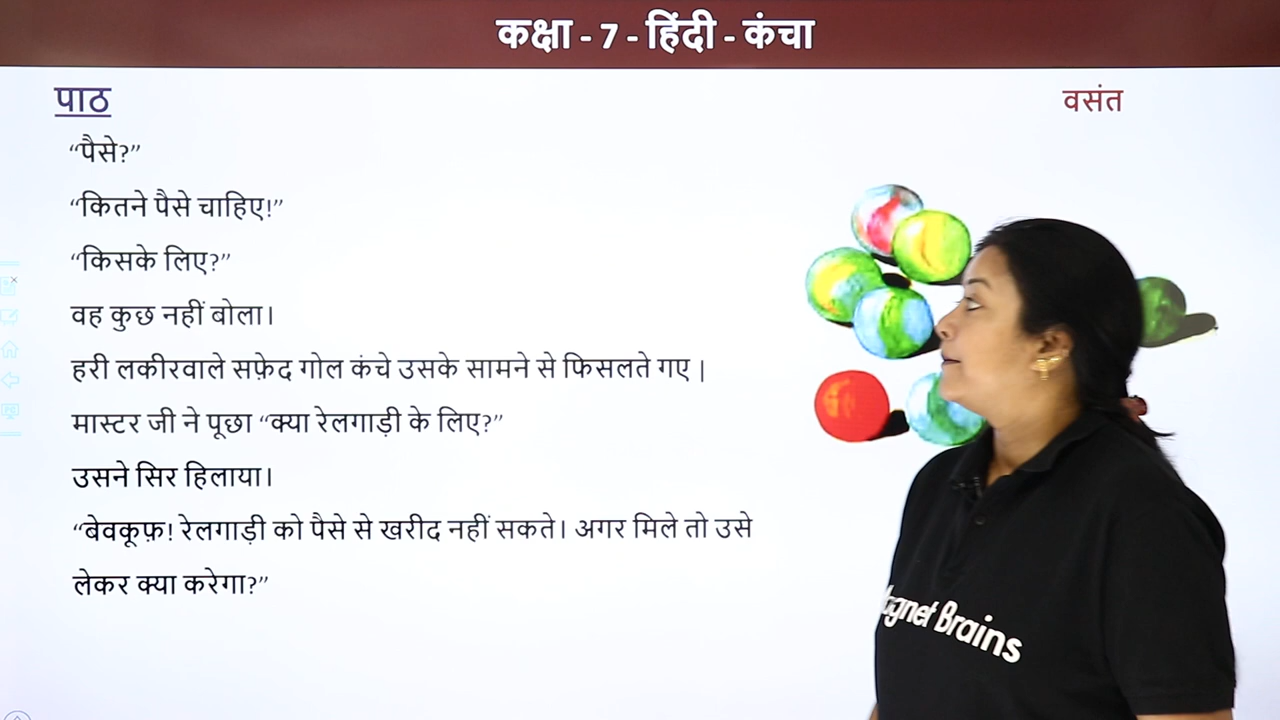 कक्षा - 7 - हिंदी - कंचा
पाठ
वसंत
“पैसे?”
“कितने पैसे चाहिए!”
“किसके लिए?”
वह कुछ नहीं बोला।
हरी लकीरवाले सफ़ेद गोल कंचे उसके सामने से फिसलते गए |
मास्टर जी ने पूछा “क्या रेलगाड़ी के लिए?”
उसने सिर हिलाया।
“बेवकूफ़! रेलगाड़ी को पैसे से खरीद नहीं सकते। अगर मिले तो उसे
लेकर क्या करेगा?”
Brains